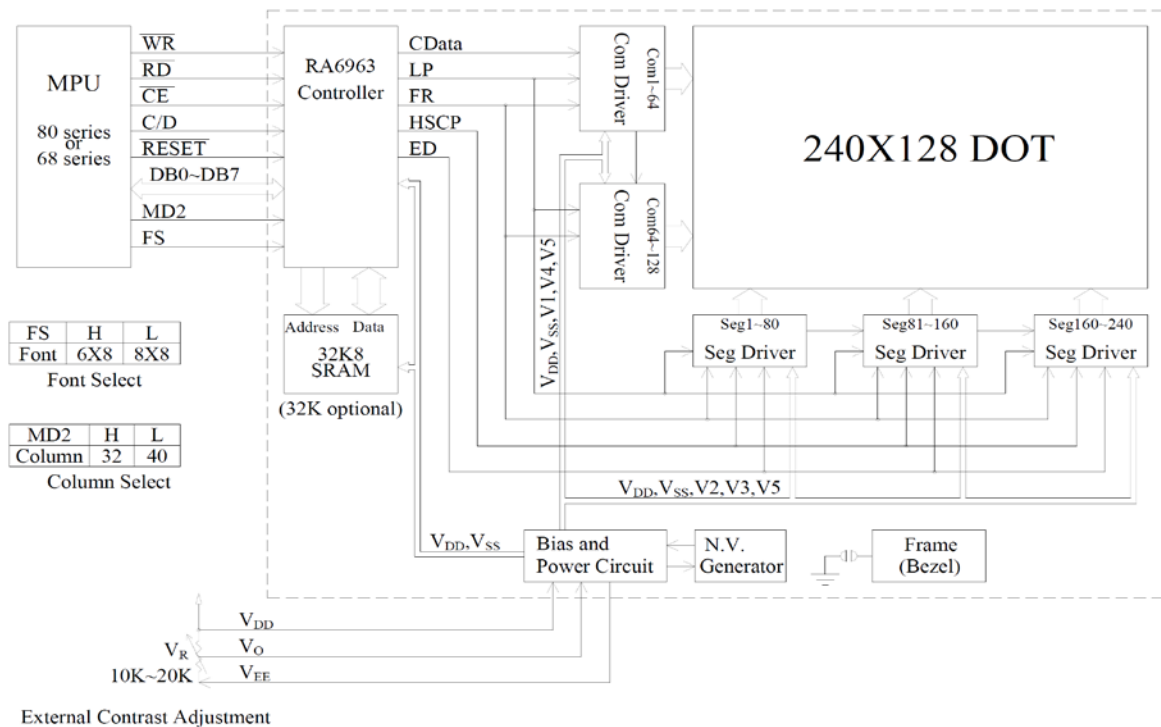 MPU
80 series
or
68 series
WR
RD
CE
C/D
RESET
DB0~DB7
MD2
FS
RA6963
Controller
CData
LP
FR
HSCP
ED
Com Driver
Com1~64
Com Driver
Com64~128
240X128 DOT
Address Data
32K8
SRAM
(32K optional)
FS H L
Font 6X8 8X8
Font Select
MD2 H L
Column 32 40
Column Select
VDD,VSS,V1,V4,V5
Seg1~80
Seg Driver
Seg81~160
Seg Driver
Seg160~240
Seg Driver
VDD,VSS,V2,V3,V5
VDD,VSS
Bias and
Power Circuit
N.V.
Generator
Frame
(Bezel)
VDD
VR
VO
10K~20K
VEE
External Contrast Adjustment